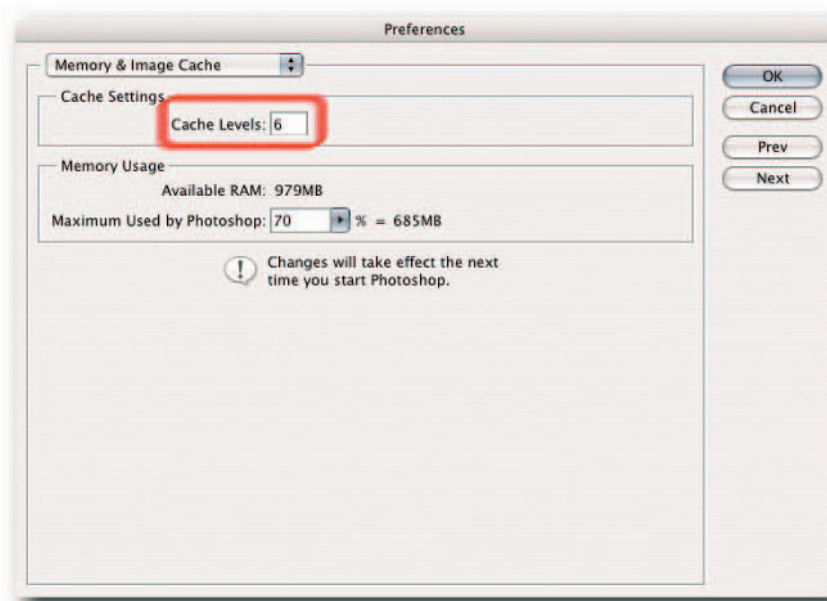 Preferences
Memory & Image Cache
OK
Cache Settings
Cancel
Cache Levels: 6
Prev
Memory Usage
Next
Available RAM: 979MB
Maximum Used by Photoshop: 70 % = 685MB
! Changes will take effect the next
time you start Photoshop.